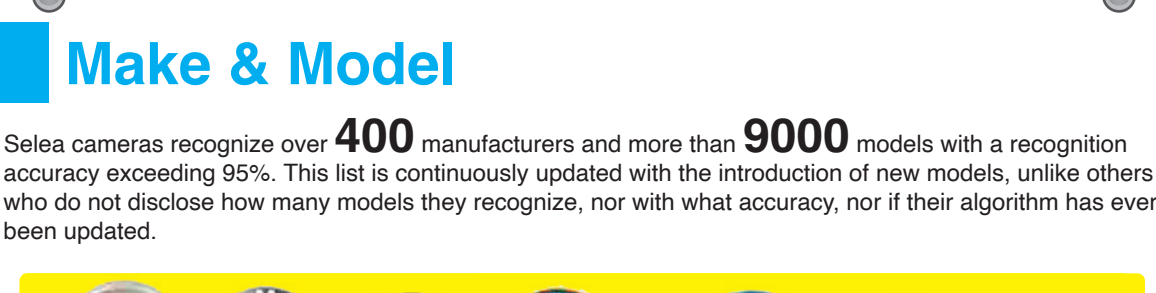 Make & Model
Selea cameras recognize over 400 manufacturers and more than 9000 models with a recognition
accuracy exceeding 95%. This list is continuously updated with the introduction of new models, unlike others
who do not disclose how many models they recognize, nor with what accuracy, nor if their algorithm has ever
been updated.